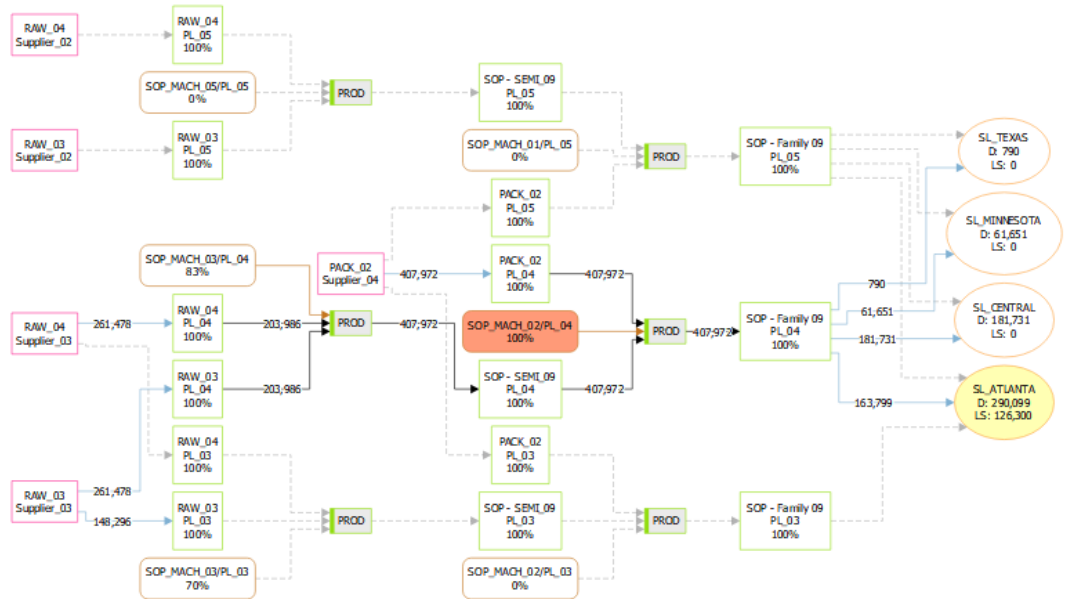 RAW_04
Supplier_02
RAW_04
PL_05
100%
SOP_MACH_05/PL_05
0%
PROD
SOP - SEMI_09
PL_05
100%
RAW_03
Supplier_02
RAW_03
PL_05
100%
SOP_MACH_01/PL_05
0%
PROD
SOP - Family 09
PL_05
100%
SL_TEXAS
D: 790
LS: 0
PACK_02
PL_05
100%
SL_MINNESOTA
D: 61,651
LS: 0
SOP_MACH_03/PL_04
83%
PACK_02
Supplier_04
407,972
PACK_02
PL_04
100%
407,972
790
RAW_04
Supplier_03
261,478
RAW_04
PL_04
100%
203,986
PROD
407,972
SOP_MACH_02/PL_04
100%
PROD
407,972
SOP - Family 09
PL_04
100%
61,651
181,731
SL_CENTRAL
D: 181,731
LS: 0
RAW_03
PL_04
100%
203,986
SOP - SEMI_09
PL_04
100%
407,972
163,799
SL_ATLANTA
D: 290,099
LS: 126,300
RAW_04
PL_03
100%
PACK_02
PL_03
100%
RAW_03
Supplier_03
261,478
148,296
RAW_03
PL_03
100%
PROD
SOP - SEMI_09
PL_03
100%
PROD
SOP - Family 09
PL_03
100%
SOP_MACH_03/PL_03
70%
SOP_MACH_02/PL_03
0%